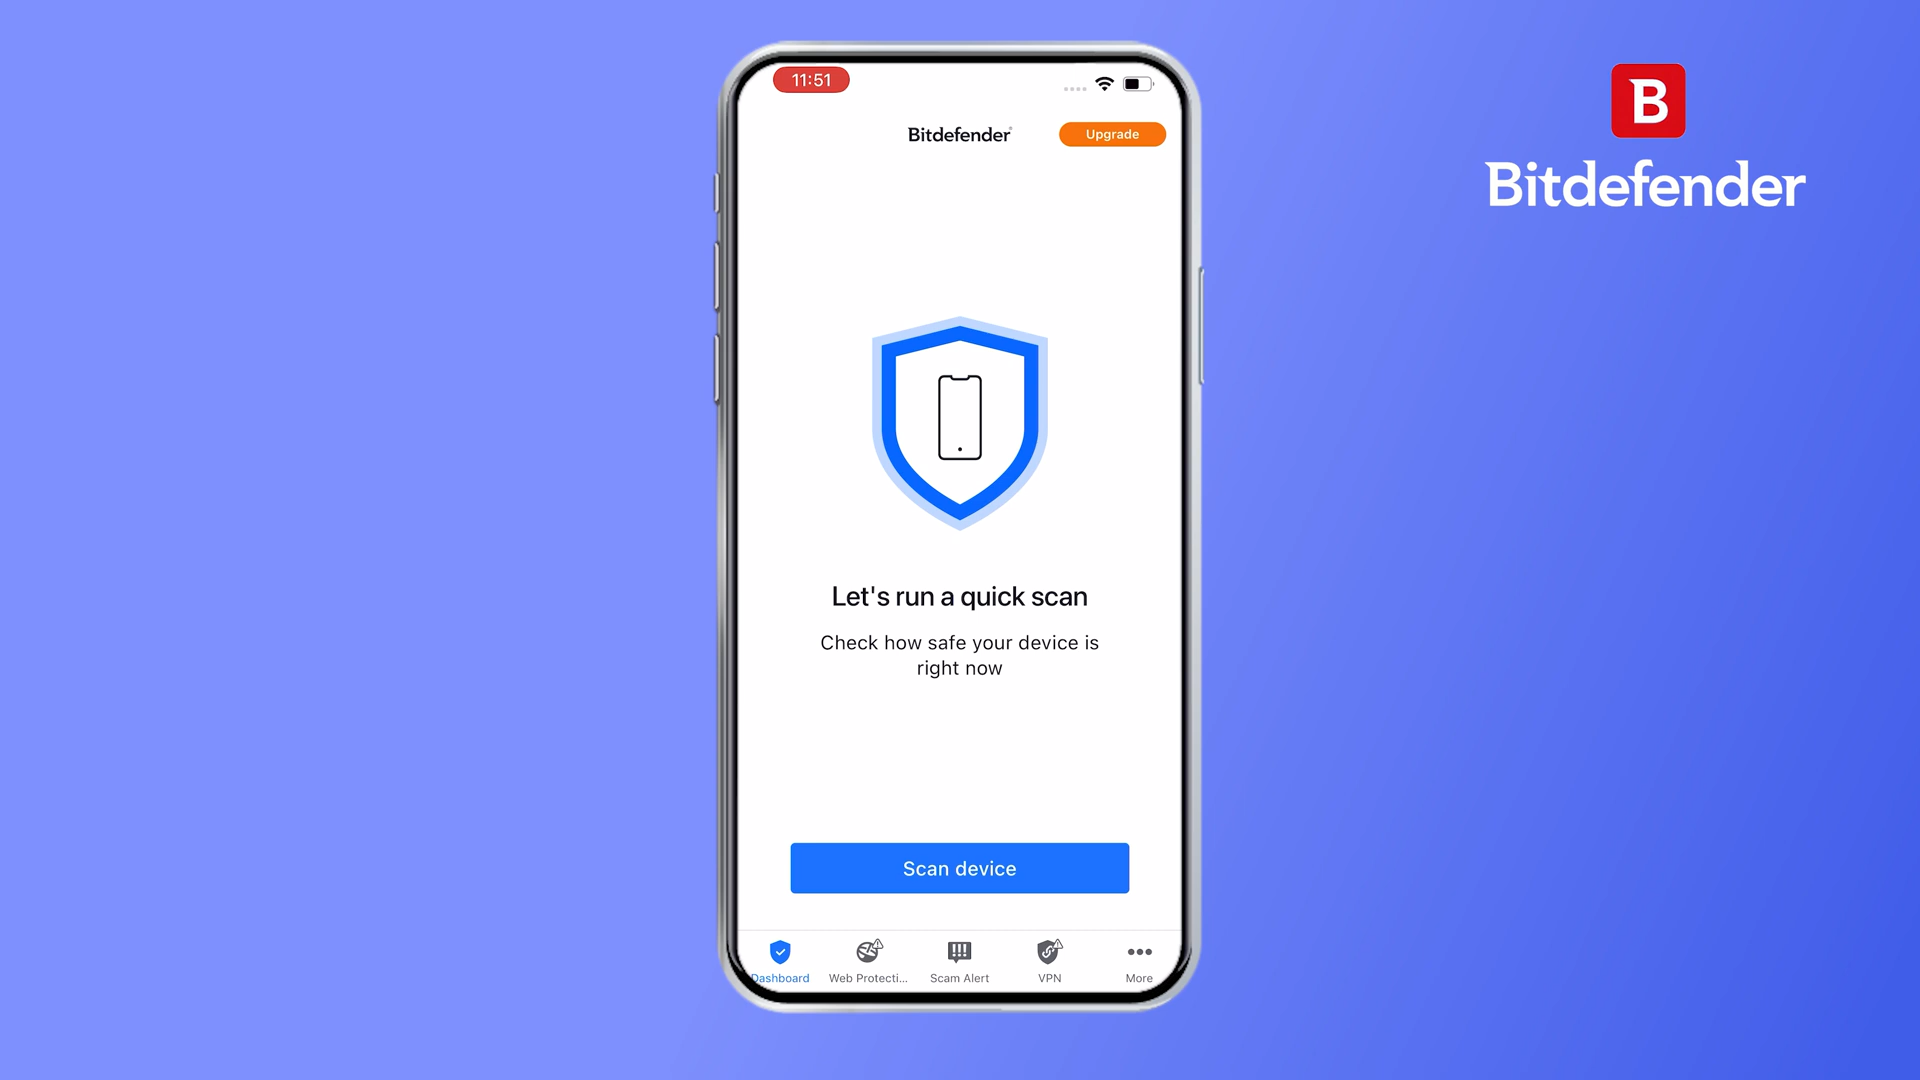 11:51
Bitdefender
Upgrade
B
Bitdefender
Let's run a quick scan
Check how safe your device is
right now
Scan device
Dashboard
Web Protecti...
Scam Alert
VPN
More